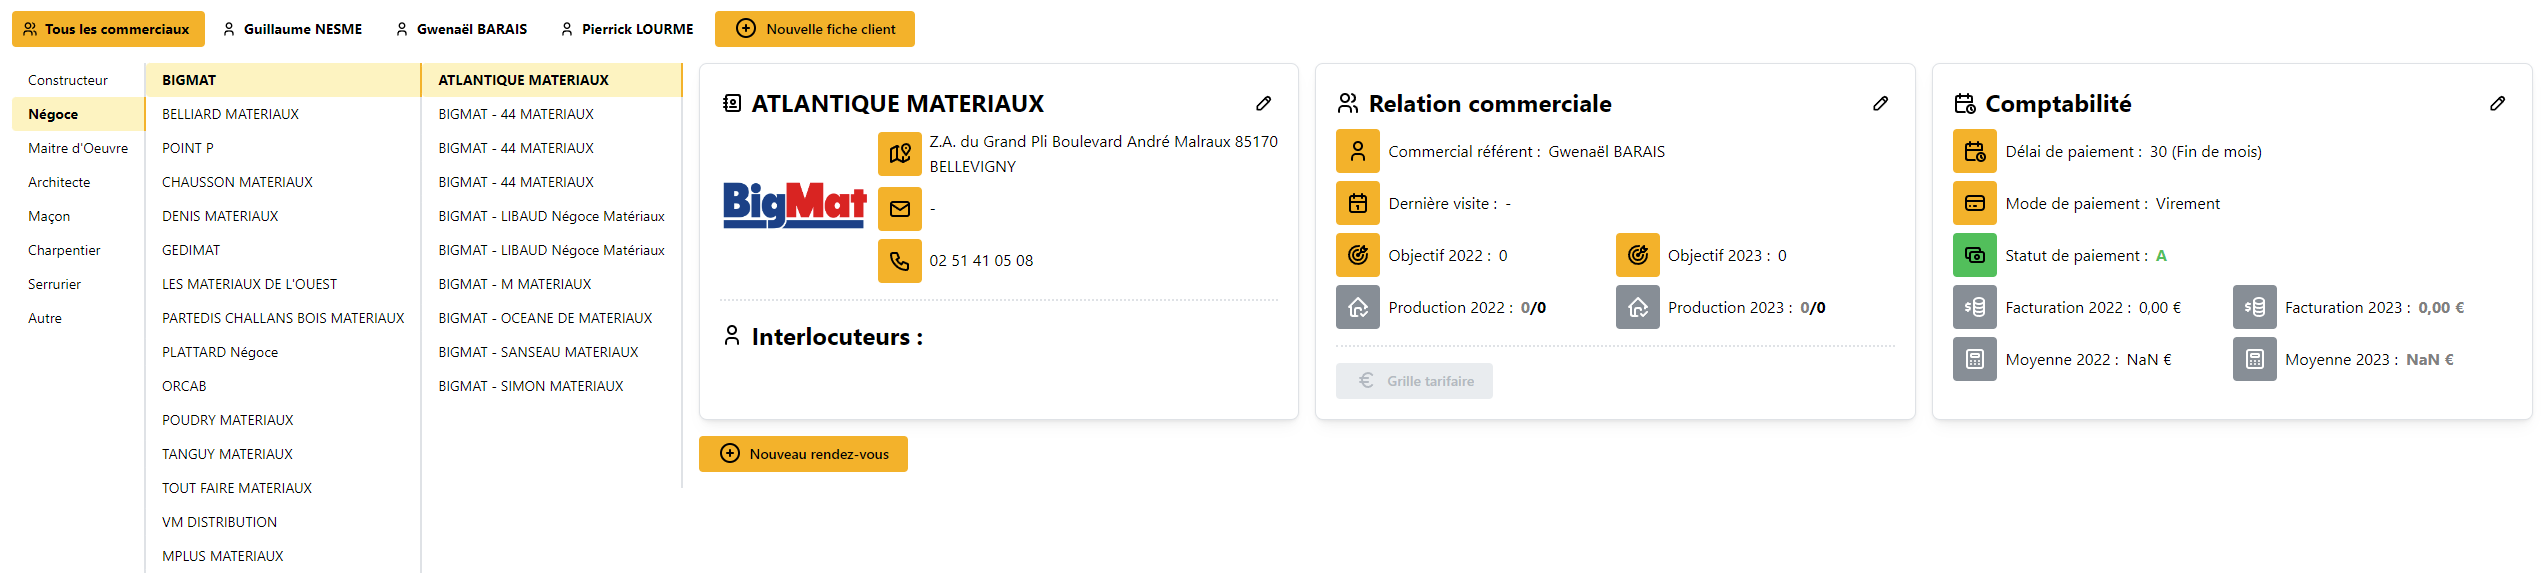 Tous les commerciaux
Guillaume NESME
Gwenaël BARAIS
Pierrick LOURME
Nouvelle fiche client
Constructeur
Négoce
Maitre d'Oeuvre
Architecte
Maçon
Charpentier
Serrurier
Autre
BIGMAT
BELLIARD MATERIAUX
POINT P
CHAUSSON MATERIAUX
DENIS MATERIAUX
GEDIMAT
LES MATERIAUX DE L'OUEST
PARTEDIS CHALLANS BOIS MATERIAUX
PLATTARD Négoce
ORCAB
POUDRY MATERIAUX
TANGUY MATERIAUX
TOUT FAIRE MATERIAUX
VM DISTRIBUTION
MPLUS MATERIAUX
ATLANTIQUE MATERIAUX
BIGMAT - 44 MATERIAUX
BIGMAT - 44 MATERIAUX
BIGMAT - 44 MATERIAUX
BIGMAT - LIBAUD Négoce Matériaux
BIGMAT - LIBAUD Négoce Matériaux
BIGMAT - M MATERIAUX
BIGMAT - OCEANE DE MATERIAUX
BIGMAT - SANSEAU MATERIAUX
BIGMAT - SIMON MATERIAUX
ATLANTIQUE MATERIAUX
BigMat
Z.A. du Grand Pli Boulevard André Malraux 85170
BELLEVIGNY
-
02 51 41 05 08
Interlocuteurs :
Nouveau rendez-vous
Relation commerciale
Commercial référent : Gwenaël BARAIS
Dernière visite : -
Objectif 2022 : 0
Objectif 2023 : 0
Production 2022 : 0/0
Production 2023 : 0/0
€ Grille tarifaire
Comptabilité
Délai de paiement : 30 (Fin de mois)
Mode de paiement : Virement
Statut de paiement : A
Facturation 2022 : 0,00 €
Facturation 2023 : 0,00 €
Moyenne 2022 : NaN €
Moyenne 2023 : NaN €